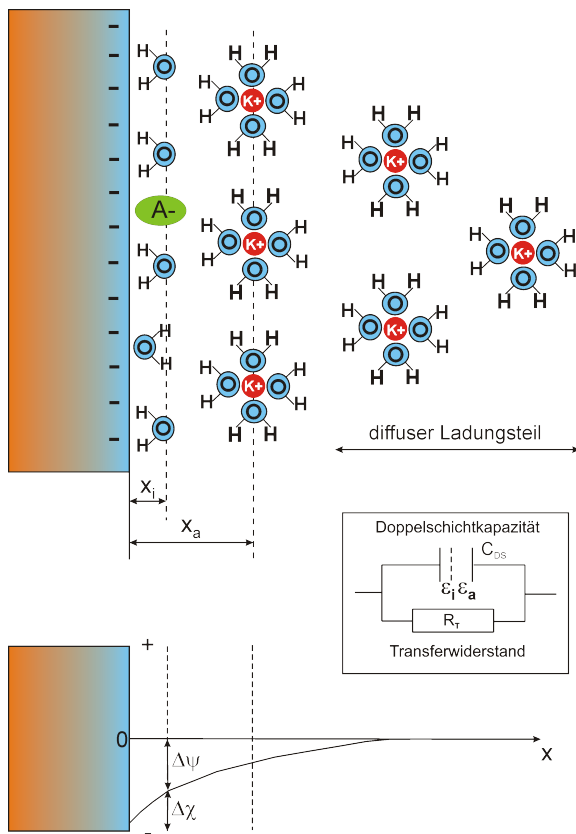 H O
H
H H
H O H
O K+ O
H O H
H H
H O
H
A-
H H
H O H
O K+ O
H O H
H H
H O
H
H
O H
H H
H O H
O K+ O
H O H
H H
H O
H
H H
H O H
O K+ O
H O H
H H
H H
H O H
O K+ O
H O H
H H
H H
H O H
O K+ O
H O H
H H
diffuser Ladungsteil
xi
xa
Doppelschichtkapazität
CDS
εi εa
RT
Transferwiderstand
+
0
x
Δψ
Δχ
-